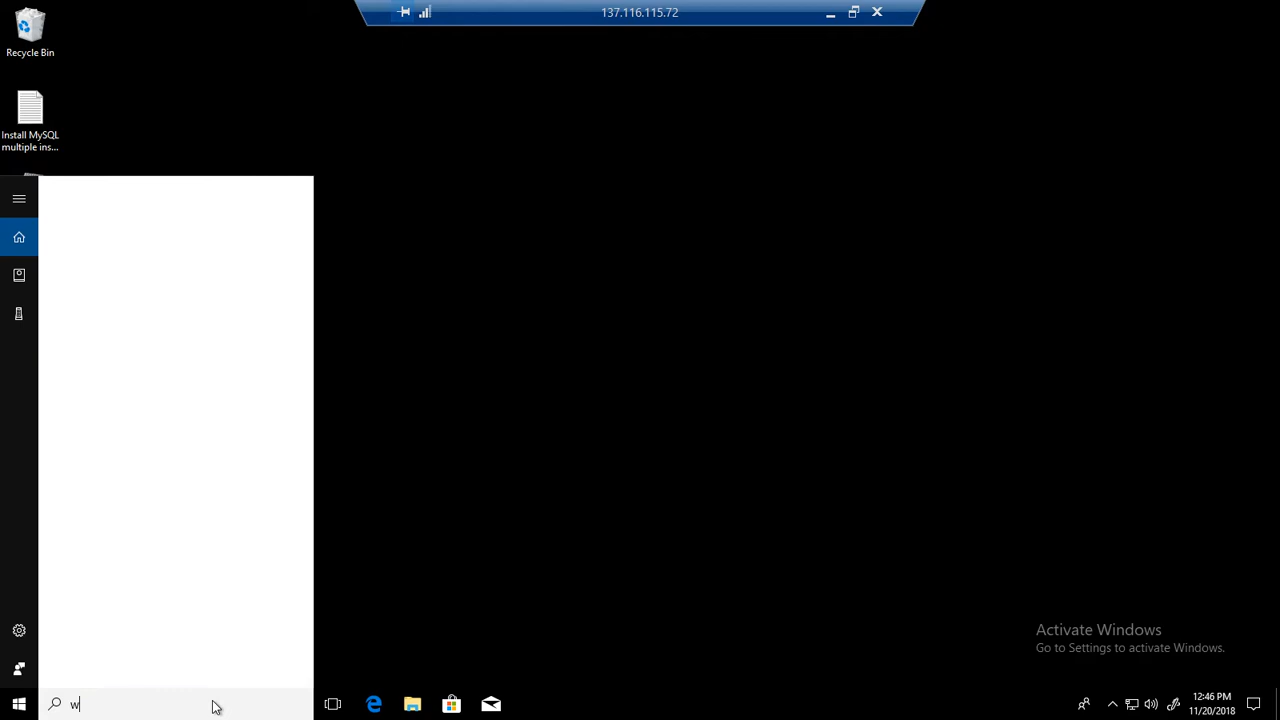 137.116.115.72
Recycle Bin
Install MySQL
multiple ins...
Activate Windows
Go to Settings to activate Windows.
w
12:46 PM
11/20/2018